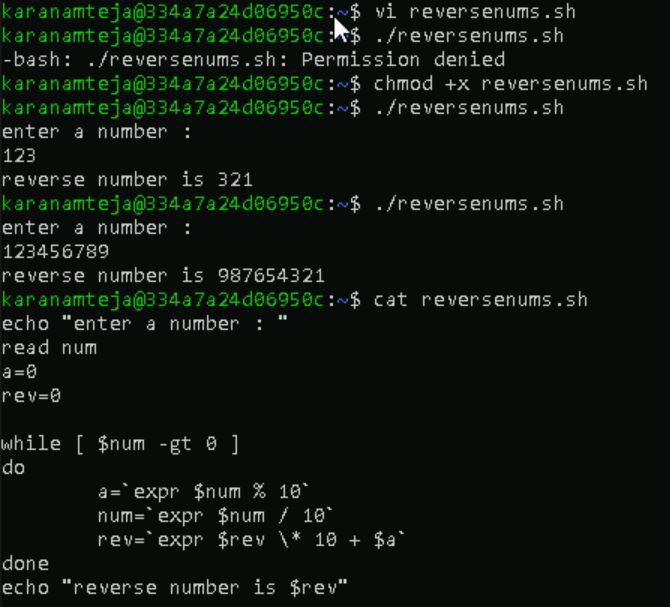 karanamteja@334a7a24d06950c:~$ vi reversenums.sh
karanamteja@334a7a24d06950c:~$ ./reversenums.sh
-bash: ./reversenums.sh: Permission denied
karanamteja@334a7a24d06950c:~$ chmod +x reversenums.sh
karanamteja@334a7a24d06950c:~$ ./reversenums.sh
enter a number :
123
reverse number is 321
karanamteja@334a7a24d06950c:~$ ./reversenums.sh
enter a number :
123456789
reverse number is 987654321
karanamteja@334a7a24d06950c:~$ cat reversenums.sh
echo "enter a number : "
read num
a=0
rev=0
while [ $num -gt 0 ]
do
a=`expr $num % 10`
num=`expr $num / 10`
rev=`expr $rev \* 10 + $a`
done
echo "reverse number is $rev"